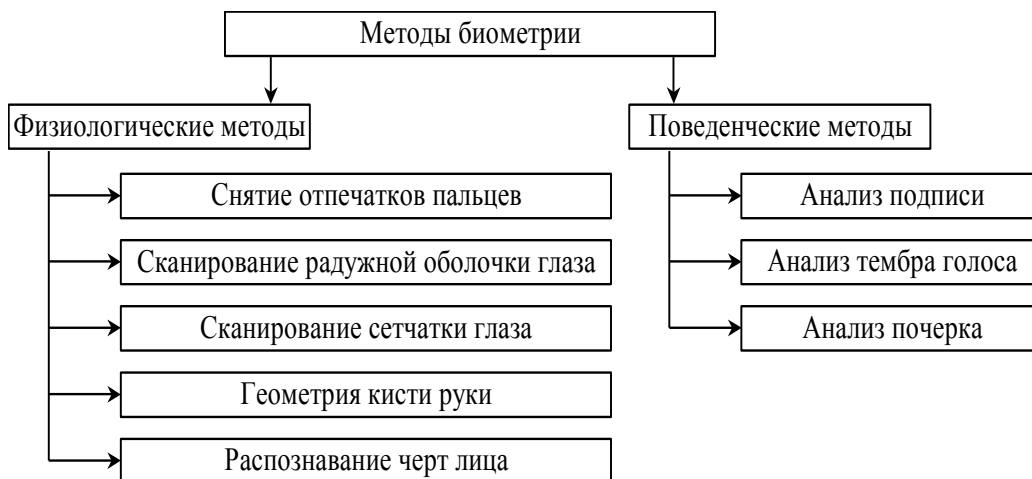 Методы биометрии
Физиологические методы
Поведенческие методы
Снятие отпечатков пальцев
Сканирование радужной оболочки глаза
Сканирование сетчатки глаза
Геометрия кисти руки
Распознавание черт лица
Анализ подписи
Анализ тембра голоса
Анализ почерка